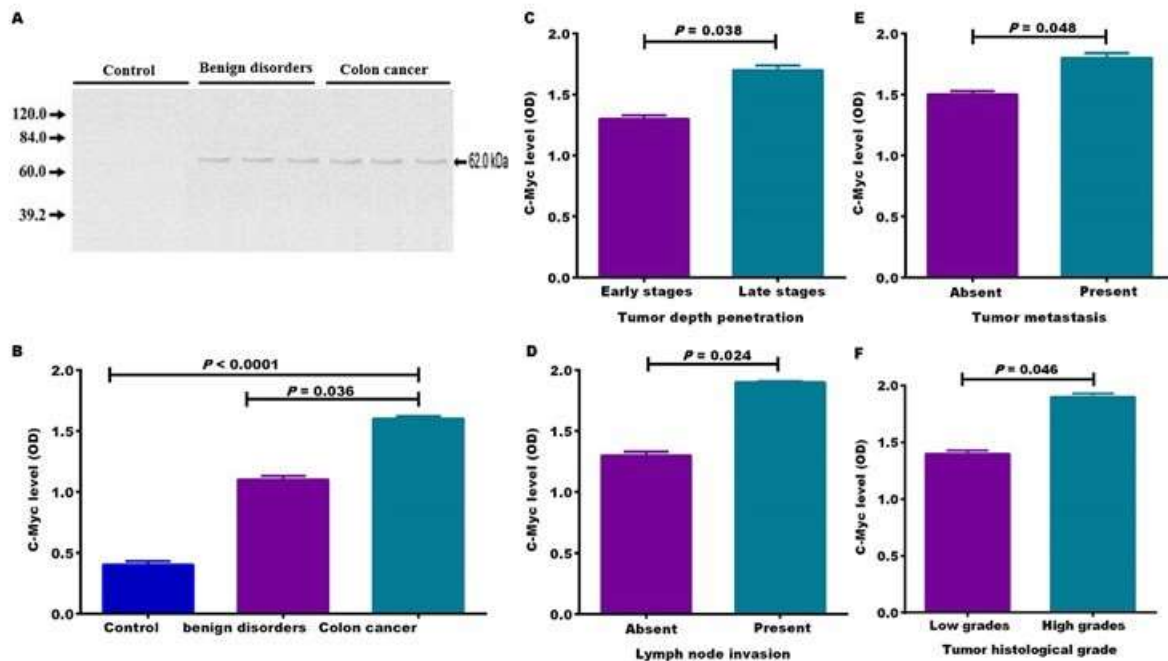 A
Control
Benign disorders
Colon cancer
120.0
84.0
60.0
39.2
62.0 kDa
B
P < 0.0001
P = 0.036
C-Myc level (OD)
2.0
1.5
1.0
0.5
0.0
Control
benign disorders
Colon cancer
C
P = 0.038
C-Myc level (OD)
2.0
1.5
1.0
0.5
0.0
Early stages
Late stages
Tumor depth penetration
D
P = 0.024
C-Myc level (OD)
2.0
1.5
1.0
0.5
0.0
Absent
Present
Lymph node invasion
E
P = 0.048
C-Myc level (OD)
2.0
1.5
1.0
0.5
0.0
Absent
Present
Tumor metastasis
F
P = 0.046
C-Myc level (OD)
2.0
1.5
1.0
0.5
0.0
Low grades
High grades
Tumor histological grade